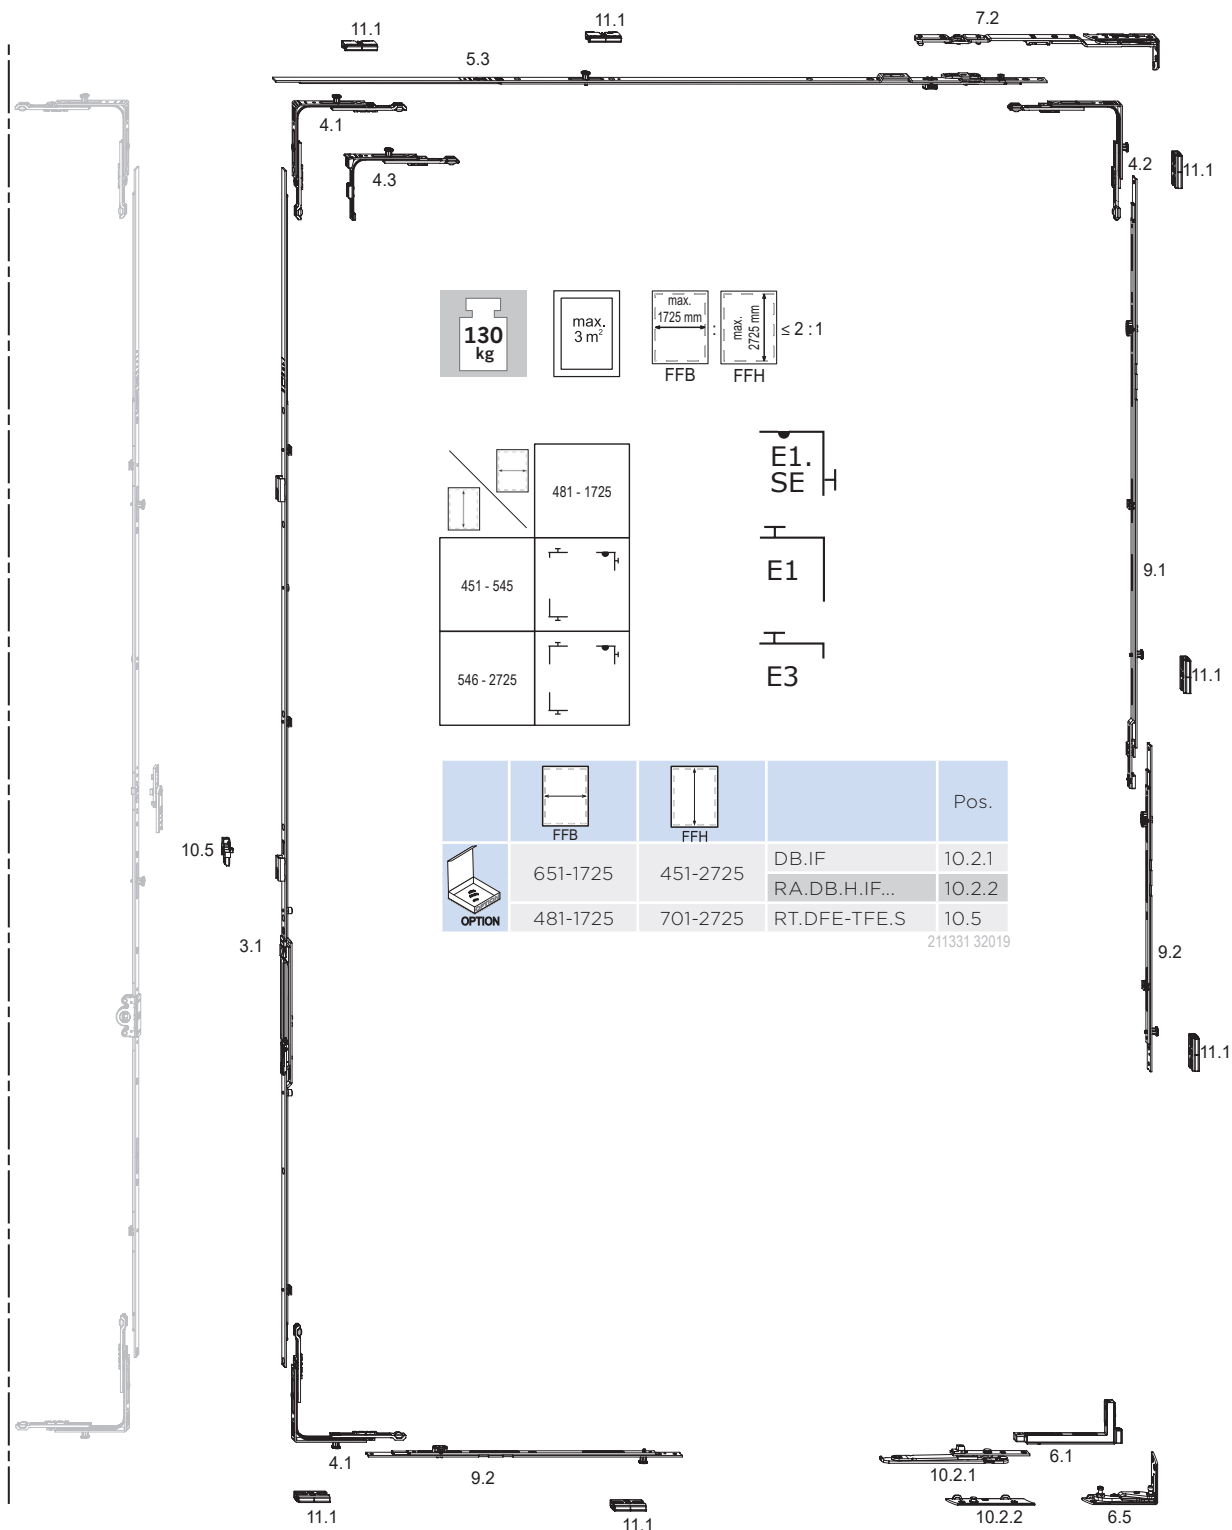 11.1
11.1
7.2
5.3
4.1
4.3
4.2
11.1
130
kg
max.
3 m²
max.
1725 mm
FFB
:
max.
2725 mm
FFH
≤ 2 : 1
481 - 1725
451 - 545
546 - 2725
E1.
SE
E1
E3
9.1
11.1
FFB
FFH
Pos.
OPTION
651-1725
451-2725
DB.IF
10.2.1
RA.DB.H.IF...
10.2.2
481-1725
701-2725
RT.DFE-TFE.S
10.5
211331 32019
10.5
3.1
9.2
11.1
4.1
9.2
6.1
10.2.1
11.1
11.1
10.2.2
6.5